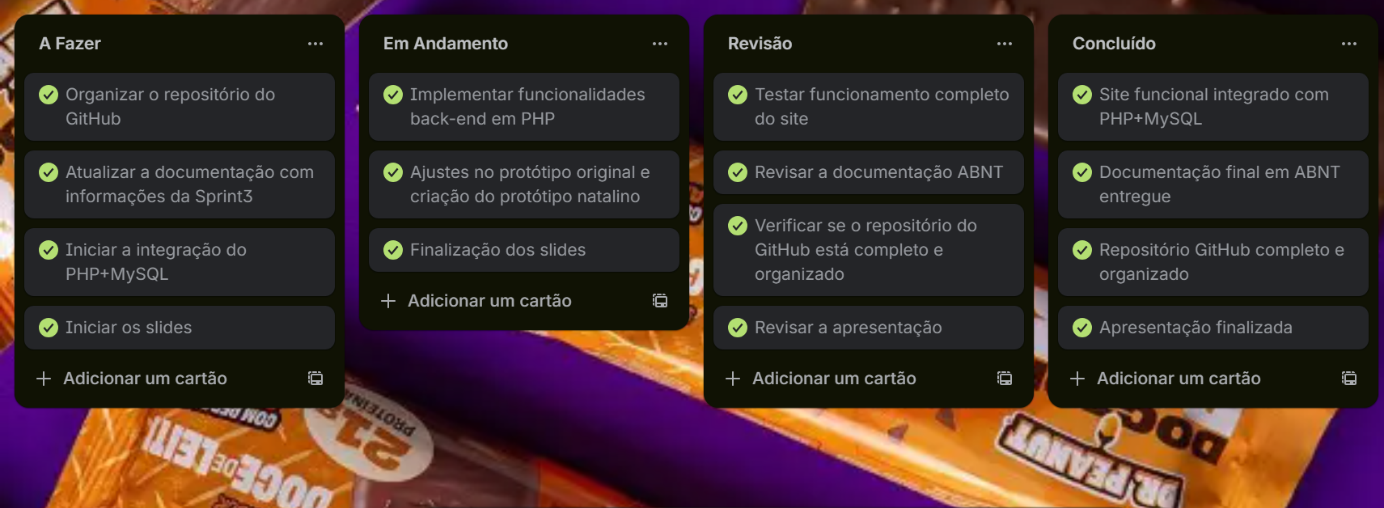 A Fazer
Organizar o repositório do
GitHub
Atualizar a documentação com
informações da Sprint3
Iniciar a integração do
PHP+MySQL
Iniciar os slides
Adicionar um cartão
Em Andamento
Implementar funcionalidades
back-end em PHP
Ajustes no protótipo original e
criação do protótipo natalino
Finalização dos slides
Adicionar um cartão
Revisão
Testar funcionamento completo
do site
Revisar a documentação ABNT
Verificar se o repositório do
GitHub está completo e
organizado
Revisar a apresentação
Adicionar um cartão
Concluído
Site funcional integrado com
PHP+MySQL
Documentação final em ABNT
entregue
Repositório GitHub completo e
organizado
Apresentação finalizada
Adicionar um cartão
DOCE DE LEIT
PROTEINS
DOCE
DR. PEANUT